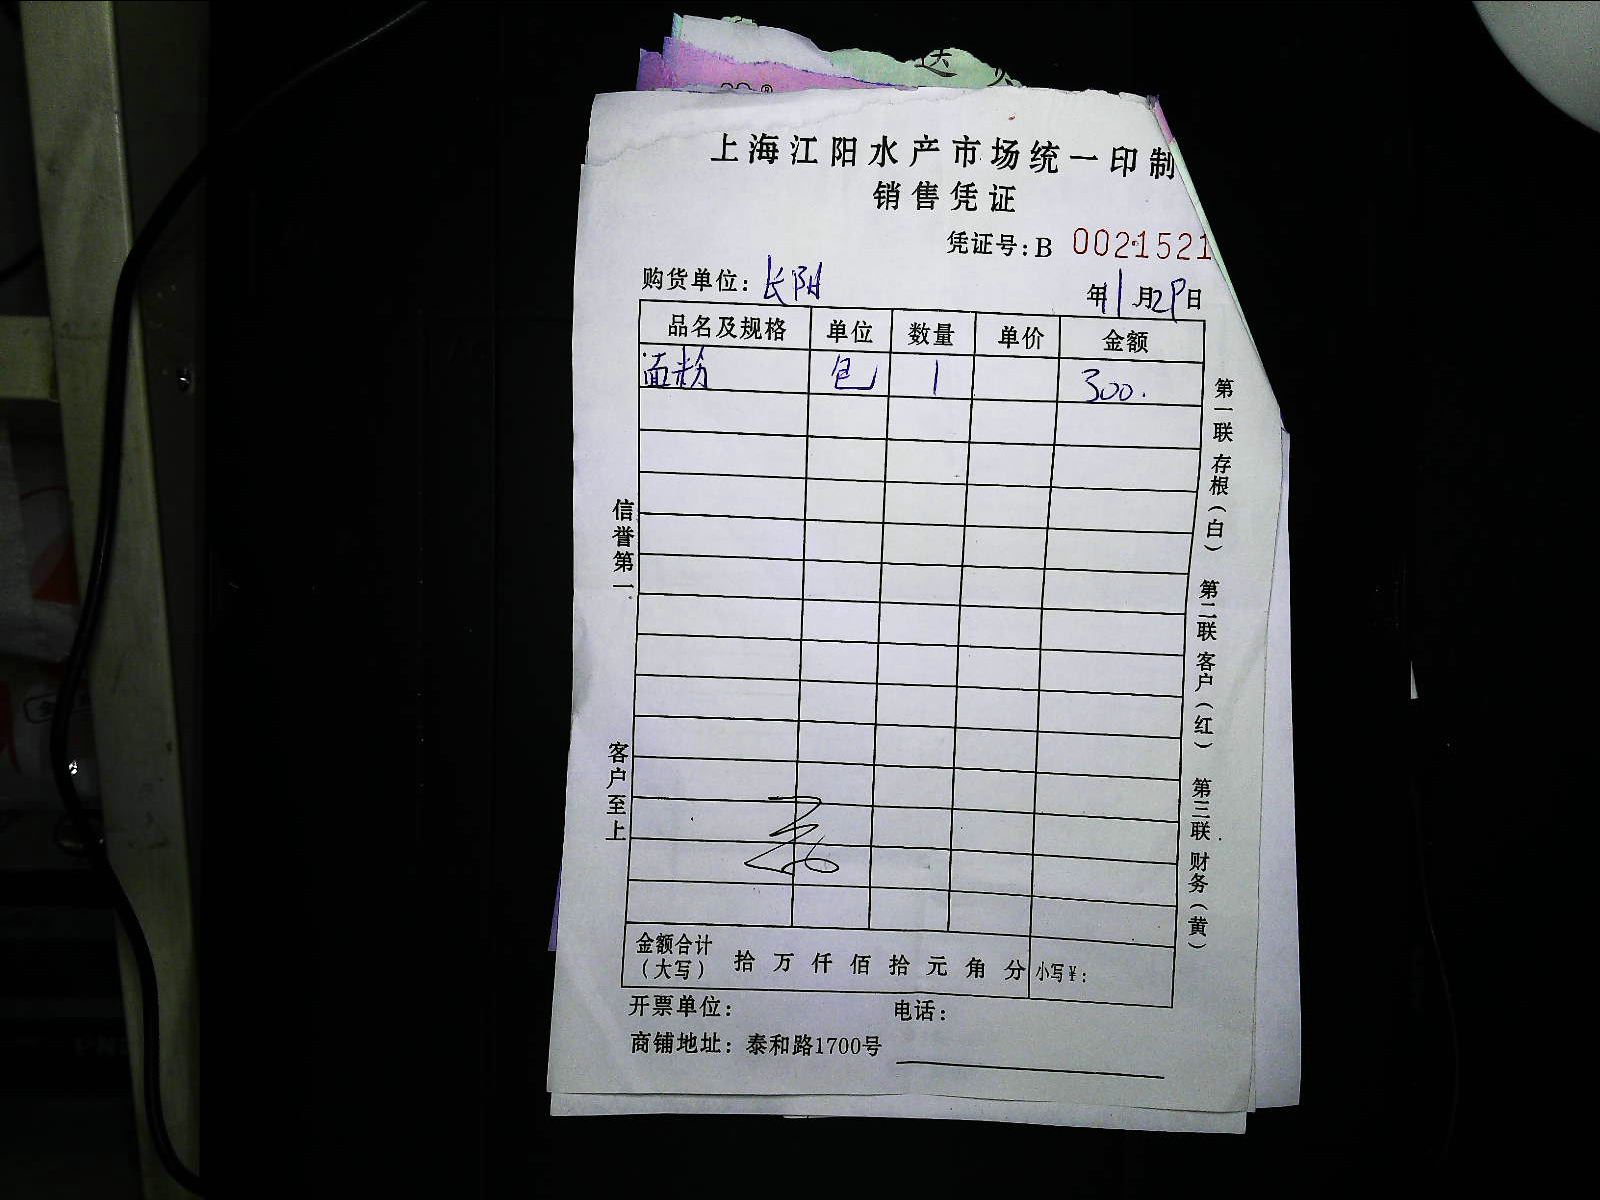 送
上海江阳水产市场统一印制
销售凭证
凭证号：B 0021521
购货单位：长阳 年1月29日
品名及规格 单位 数量 单价 金额
面粉 包 1 300.
信誉第一
客户至上
第一联 存根（白） 第二联 客户（红） 第三联 财务（黄）
金额合计（大写） 拾 万 仟 佰 拾 元 角 分 小写¥：
开票单位： 电话：
商铺地址：泰和路1700号